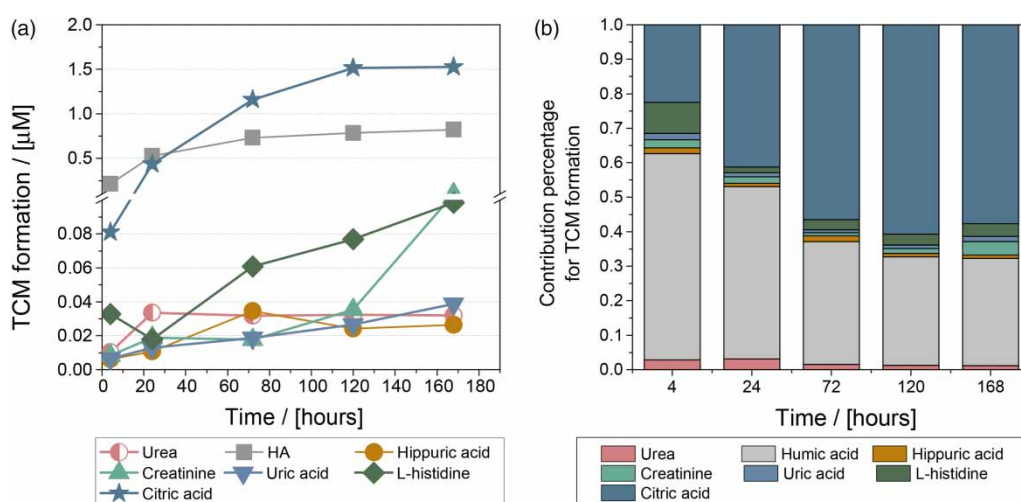 (a)
TCM formation / [µM]
2.0
1.5
1.0
0.5
0.08
0.06
0.04
0.02
0.00
0 20 40 60 80 100 120 140 160 180
Time / [hours]
Urea HA Hippuric acid
Creatinine Uric acid L-histidine
Citric acid
(b)
Contribution percentage
for TCM formation
1.0
0.9
0.8
0.7
0.6
0.5
0.4
0.3
0.2
0.1
0.0
4 24 72 120 168
Time / [hours]
Urea Humic acid Hippuric acid
Creatinine Uric acid L-histidine
Citric acid